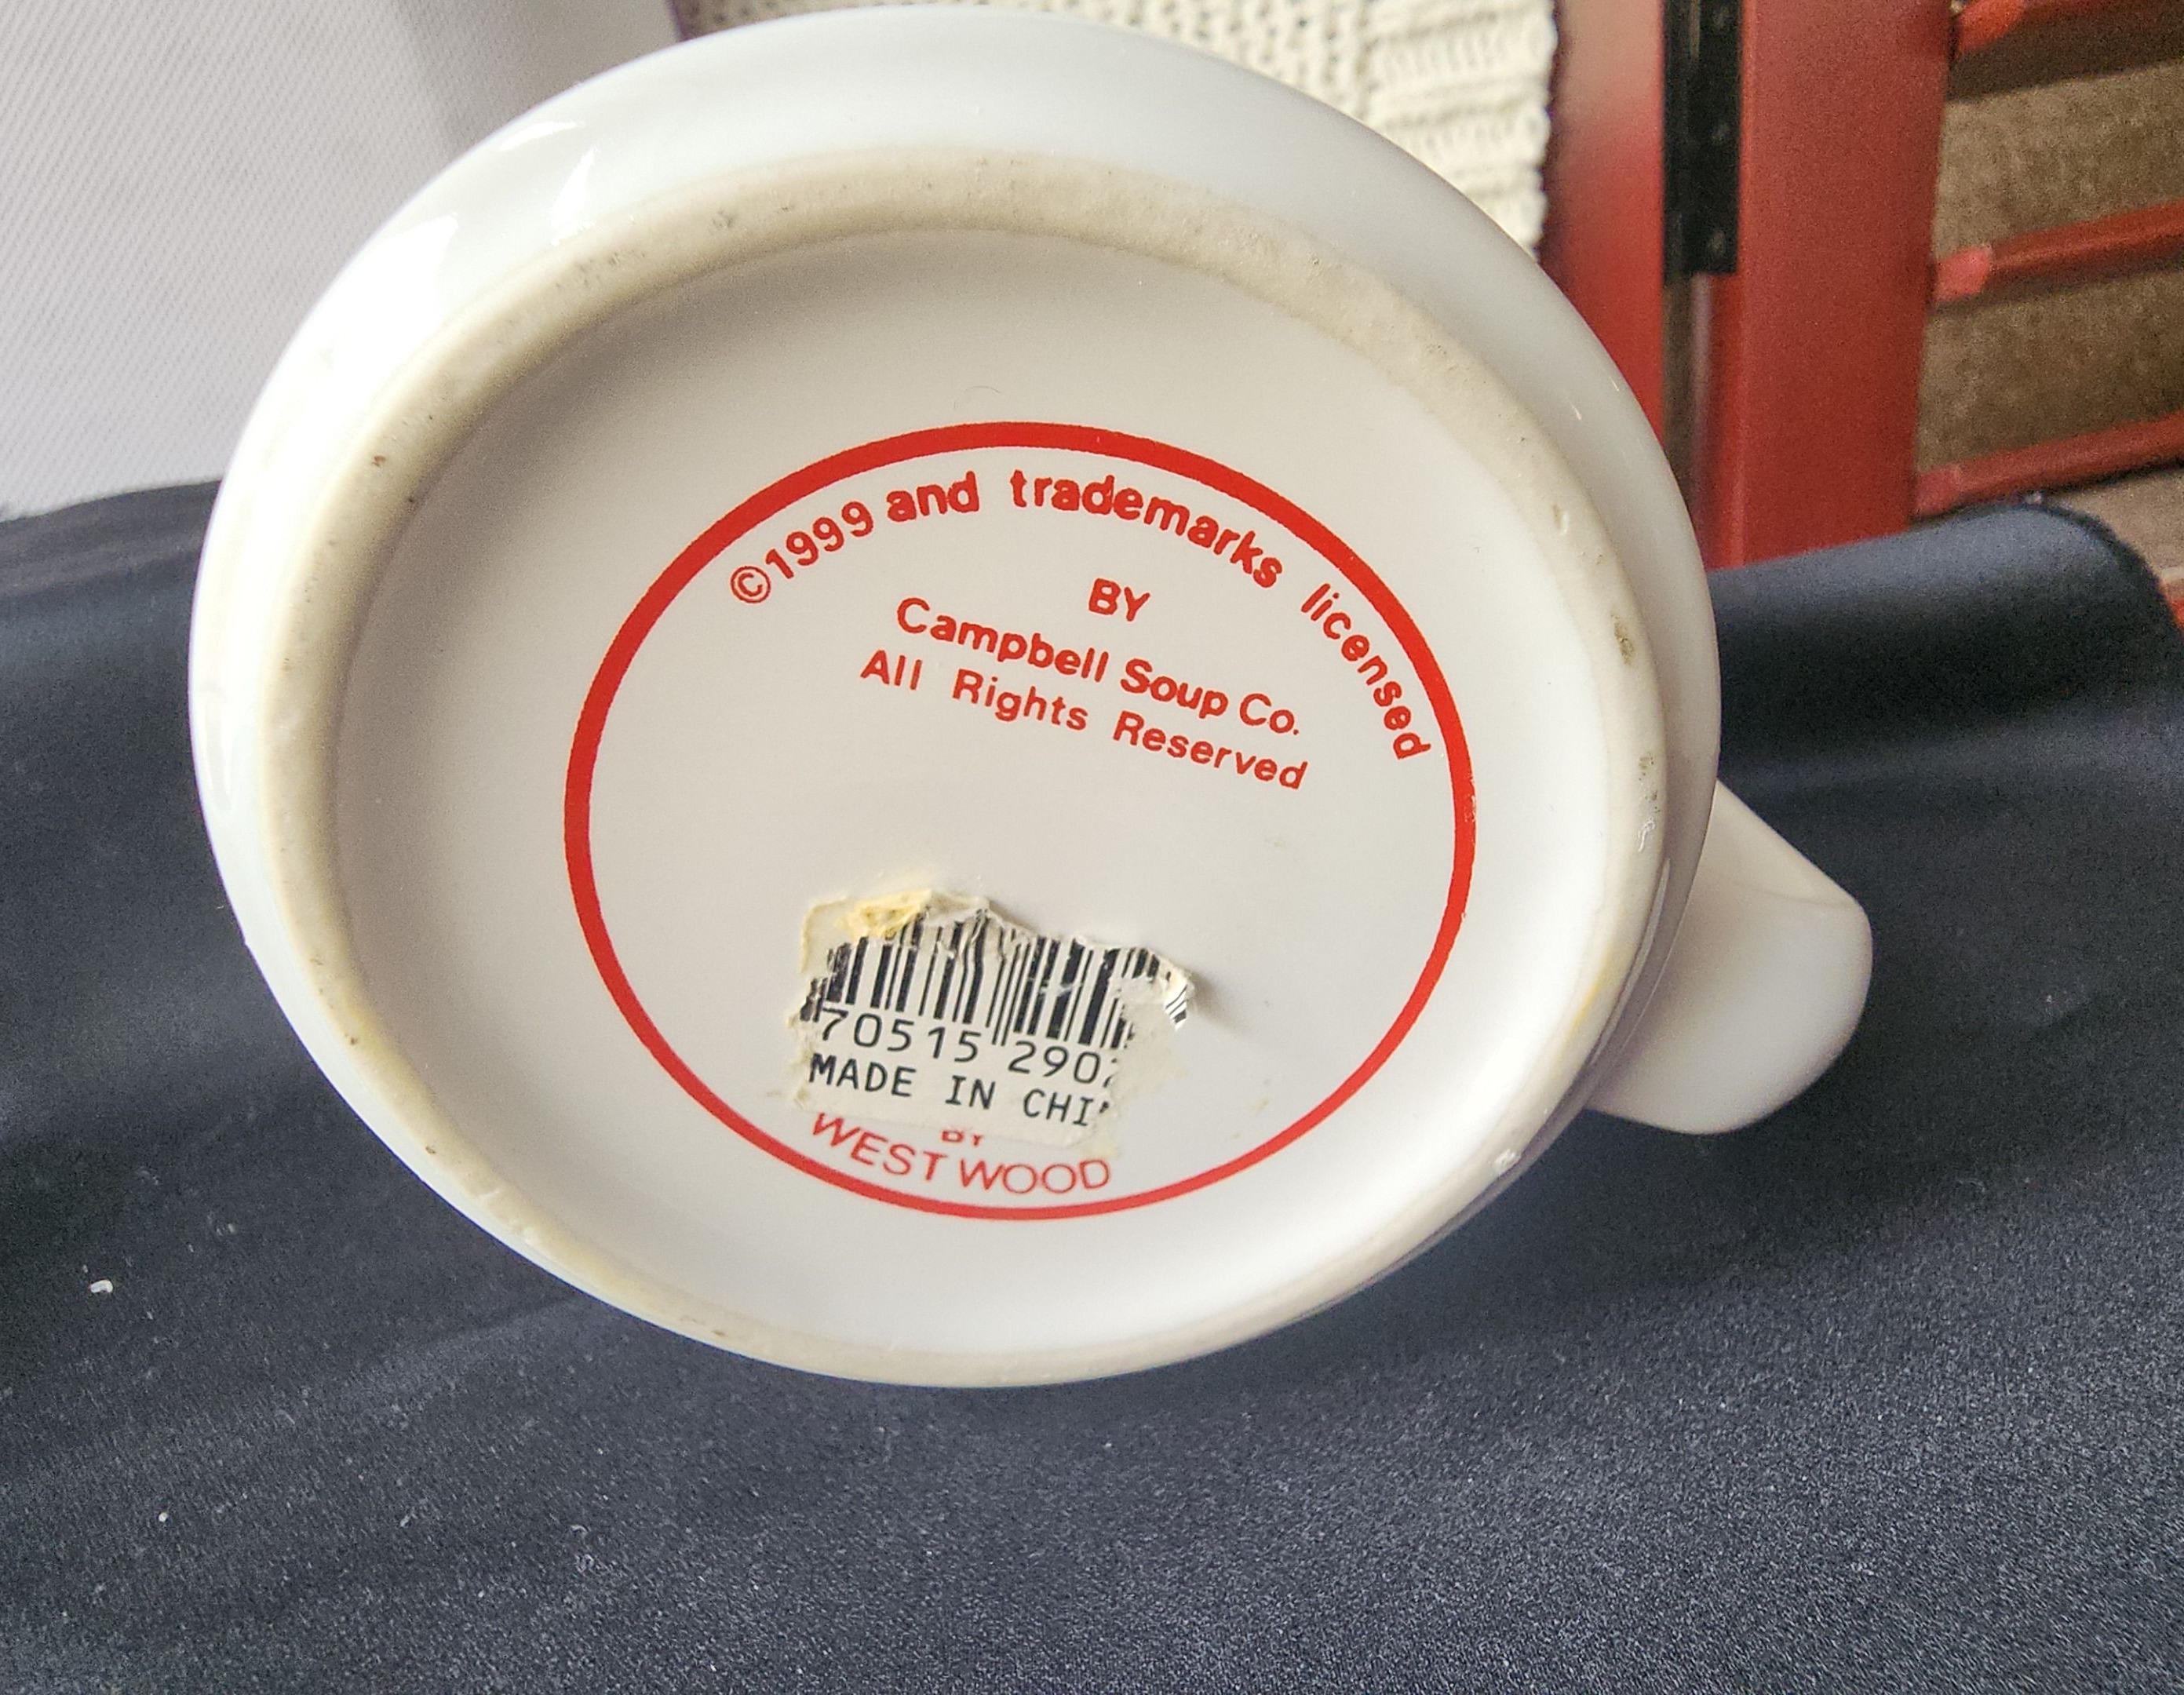 ©1999 and trademarks licensed
BY
Campbell Soup Co.
All Rights Reserved
70515 290
MADE IN CHI
BY
WESTWOOD